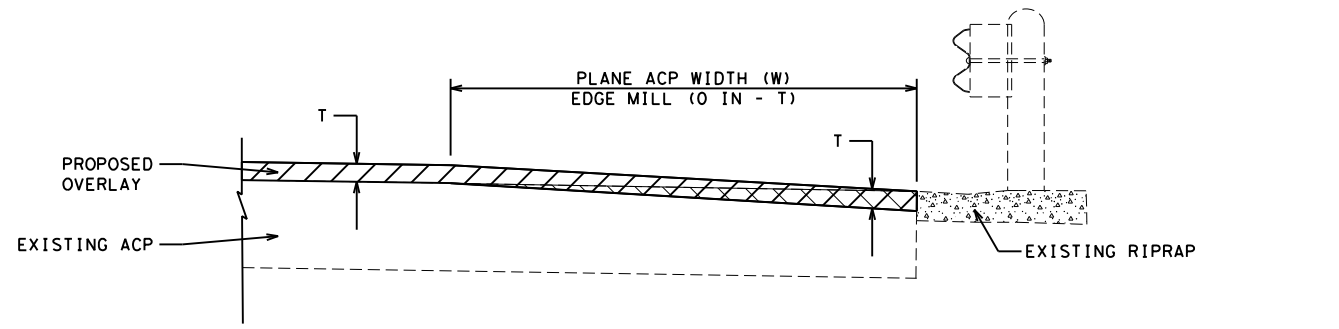 PLANE ACP WIDTH (W)
EDGE MILL (0 IN - T)
T
T
PROPOSED
OVERLAY
EXISTING ACP
EXISTING RIPRAP